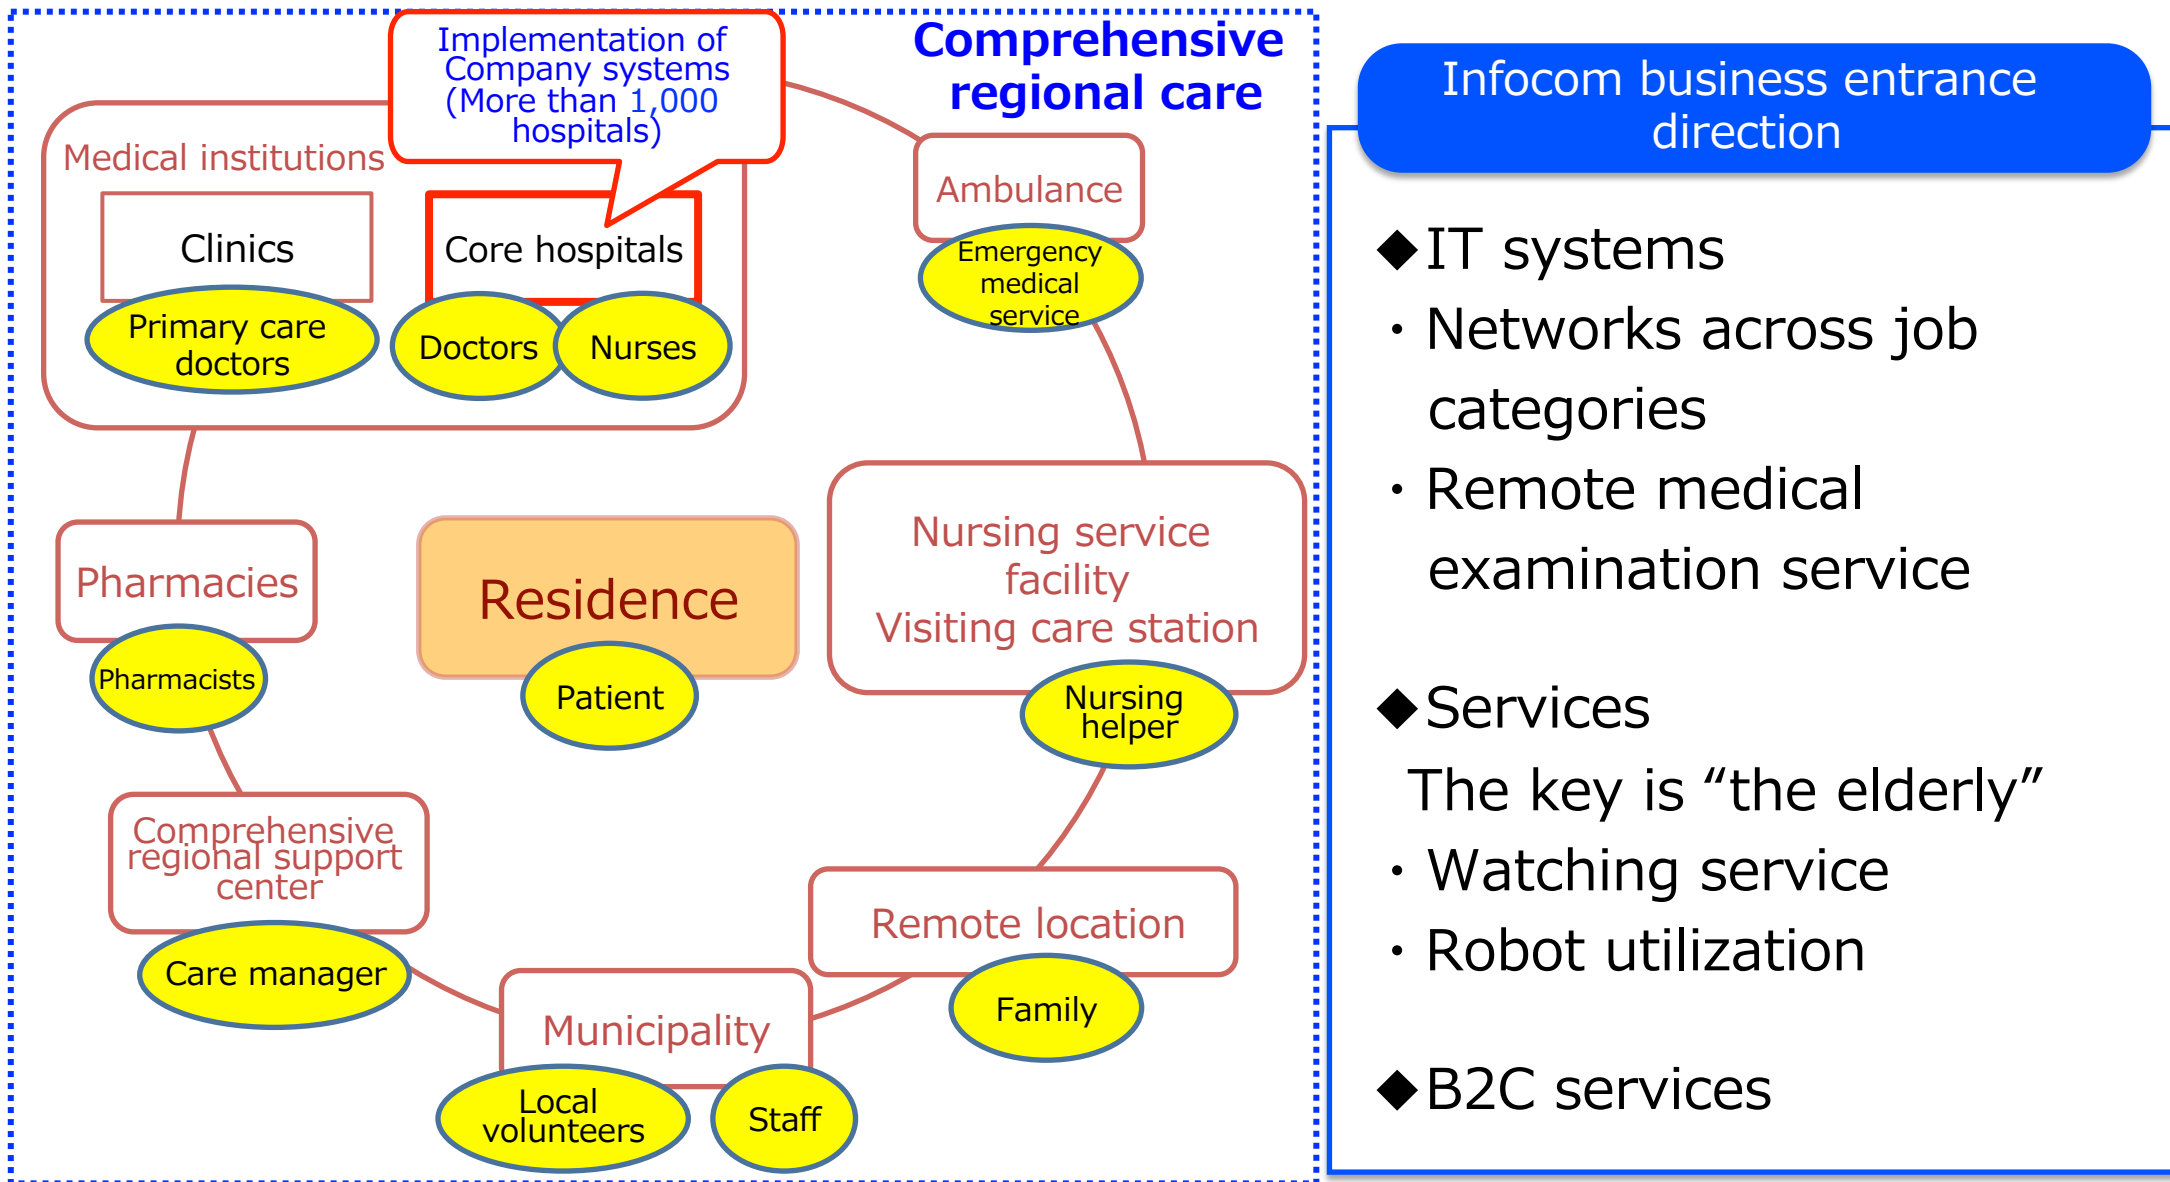 Implementation of
Company systems
(More than 1,000
hospitals)
Comprehensive
regional care
Medical institutions
Clinics
Core hospitals
Primary care
doctors
Doctors
Nurses
Ambulance
Emergency
medical
service
Pharmacies
Pharmacists
Residence
Patient
Nursing service
facility
Visiting care station
Nursing
helper
Comprehensive
regional support
center
Care manager
Municipality
Local
volunteers
Staff
Remote location
Family
Infocom business entrance
direction
◆IT systems
・Networks across job
categories
・Remote medical
examination service
◆Services
The key is “the elderly”
・Watching service
・Robot utilization
◆B2C services